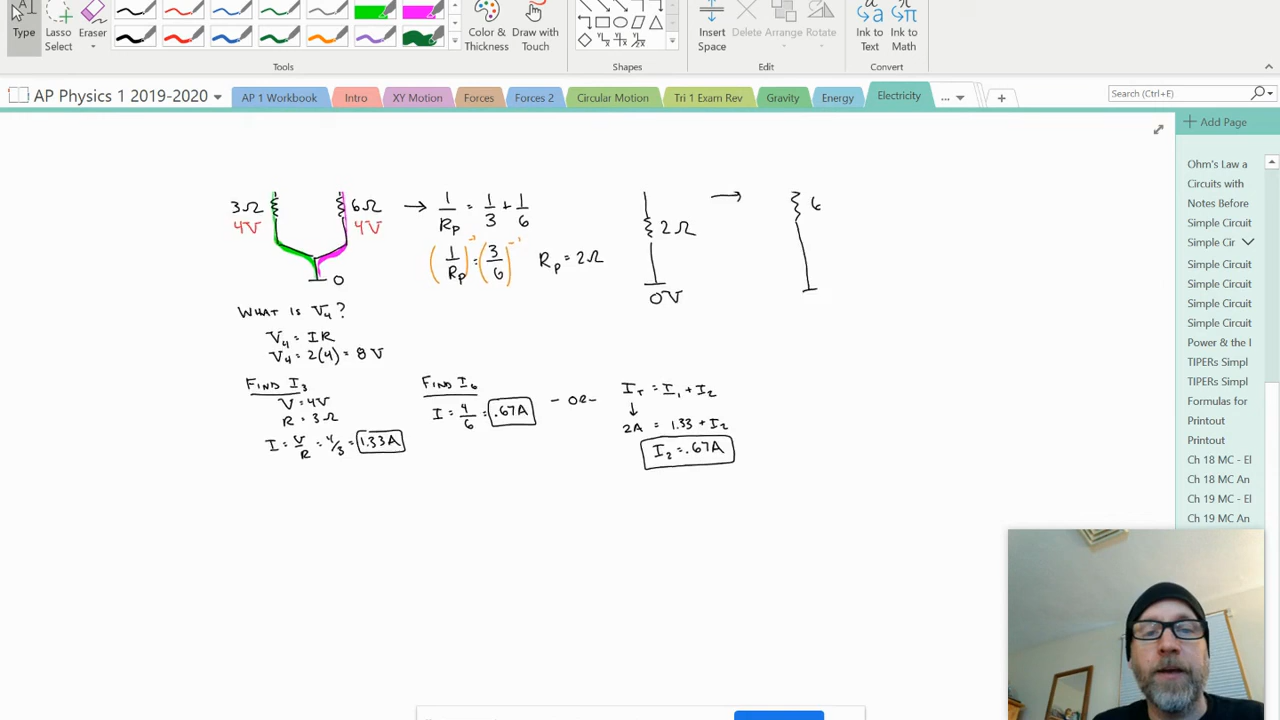 Type
Lasso
Select
Eraser
Color &
Thickness
Draw with
Touch
Insert
Space
Delete
Arrange
Rotate
Ink to
Text
Ink to
Math
Tools
Shapes
Edit
Convert
AP Physics 1 2019-2020
AP 1 Workbook
Intro
XY Motion
Forces
Forces 2
Circular Motion
Tri 1 Exam Rev
Gravity
Energy
Electricity
...
Search (Ctrl+E)
Add Page
Ohm's Law a
Circuits with
Notes Before
Simple Circuit
Simple Cir
Simple Circuit
Simple Circuit
Simple Circuit
Simple Circuit
Power & the I
TIPERs Simpl
TIPERs Simpl
Formulas for
Printout
Printout
Ch 18 MC - El
Ch 18 MC An
Ch 19 MC - El
Ch 19 MC An
3Ω 6Ω → 1/Rp = 1/3 + 1/6
4V 4V
(1/Rp)⁻¹ = (3/6)⁻¹ Rp = 2Ω
0
2Ω
0V
→
6
WHAT IS V₄?
V₄ = IR
V₄ = 2(4) = 8V
FIND I₃
V = 4V
R = 3Ω
I = V/R = 4/3 = 1.33A
FIND I₆
I = 4/6 = .67A
- OR -
I_T = I₁ + I₂
↓
2A = 1.33 + I₂
I₂ = .67A